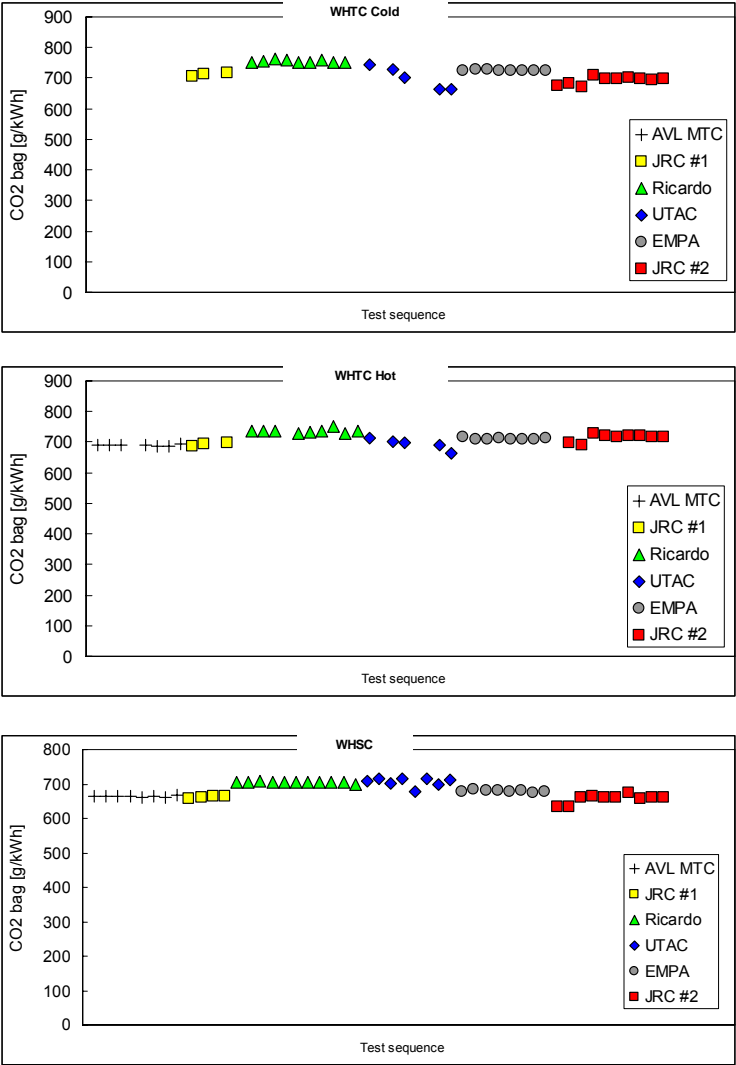 WHTC Cold
900
800
700
600
500
400
300
200
100
0
CO2 bag [g/kWh]
AVL MTC
JRC #1
Ricardo
UTAC
EMPA
JRC #2
Test sequence
WHTC Hot
900
800
700
600
500
400
300
200
100
0
CO2 bag [g/kWh]
AVL MTC
JRC #1
Ricardo
UTAC
EMPA
JRC #2
Test sequence
WHSC
800
700
600
500
400
300
200
100
0
CO2 bag [g/kWh]
AVL MTC
JRC #1
Ricardo
UTAC
EMPA
JRC #2
Test sequence